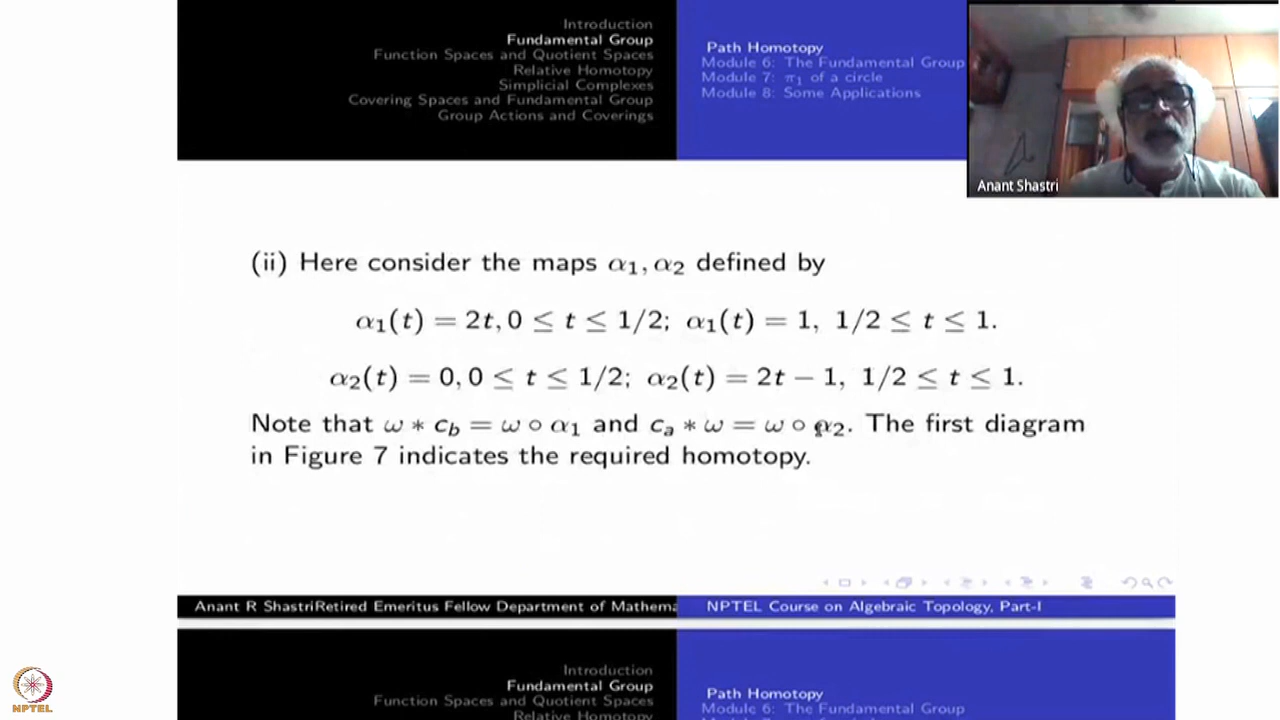 Introduction
Fundamental Group
Function Spaces and Quotient Spaces
Relative Homotopy
Simplicial Complexes
Covering Spaces and Fundamental Group
Group Actions and Coverings
Path Homotopy
Module 6: The Fundamental Group
Module 7: π₁ of a circle
Module 8: Some Applications
Anant Shastri
(ii) Here consider the maps α₁, α₂ defined by
α₁(t) = 2t, 0 ≤ t ≤ 1/2; α₁(t) = 1, 1/2 ≤ t ≤ 1.
α₂(t) = 0, 0 ≤ t ≤ 1/2; α₂(t) = 2t − 1, 1/2 ≤ t ≤ 1.
Note that ω ∗ c_b = ω ∘ α₁ and c_a ∗ ω = ω ∘ α₂. The first diagram
in Figure 7 indicates the required homotopy.
Anant R ShastriRetired Emeritus Fellow Department of Mathema
NPTEL Course on Algebraic Topology, Part-I
Introduction
Fundamental Group
Function Spaces and Quotient Spaces
Relative Homotopy
Path Homotopy
Module 6: The Fundamental Group
NPTEL